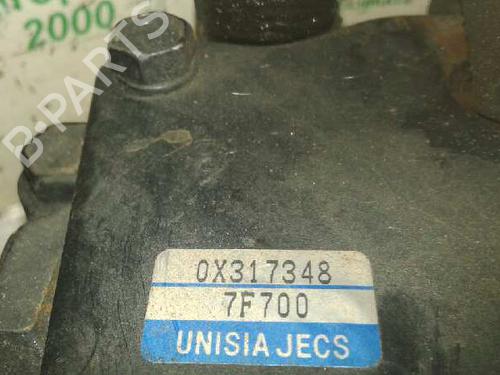 2000
B-PARTS
0X317348
7F700
UNISIA JECS